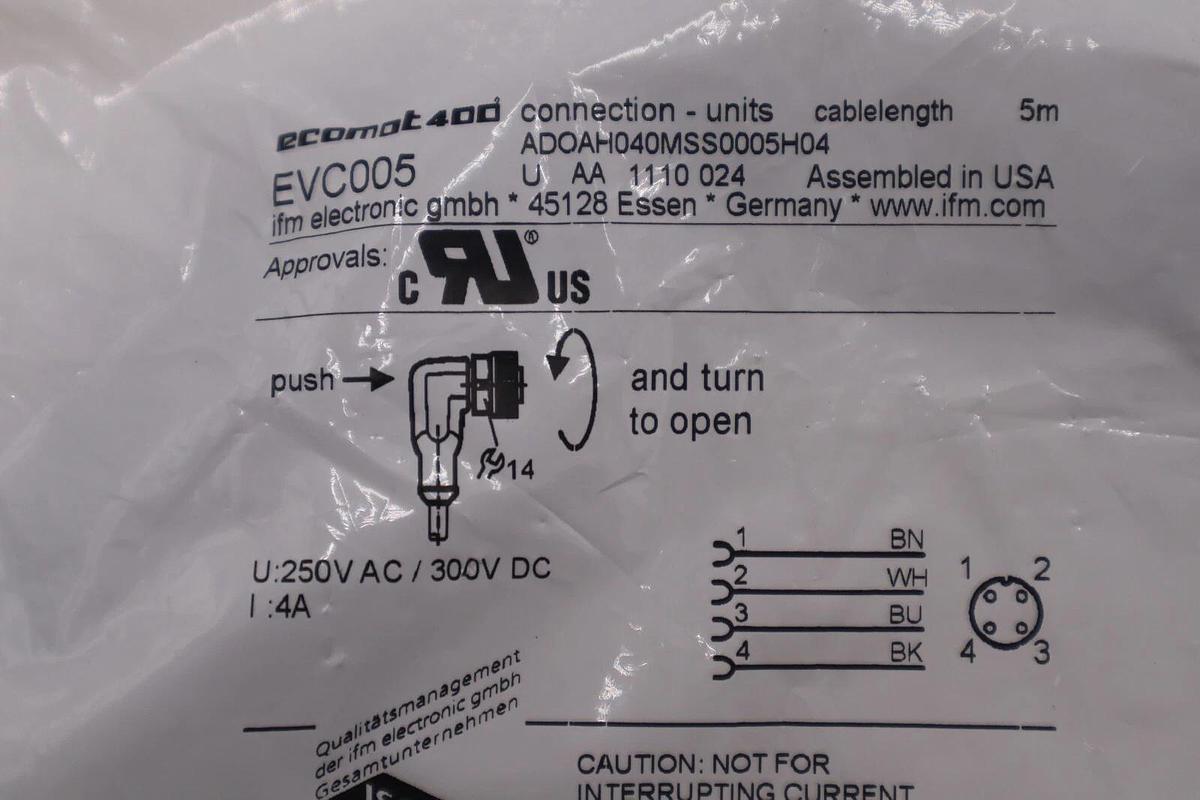 ecomat400 connection - units cablelength 5m
ADOAH040MSS0005H04
EVC005 U AA 1110 024 Assembled in USA
ifm electronic gmbh * 45128 Essen * Germany * www.ifm.com
Approvals: C RU® US
push and turn
to open
14
U:250V AC / 300V DC
I :4A
1 BN
2 WH
3 BU
4 BK
1 2
4 3
Qualitätsmanagement
der ifm electronic gmbh
Gesamtunternehmen
CAUTION: NOT FOR
INTERRUPTING CURRENT